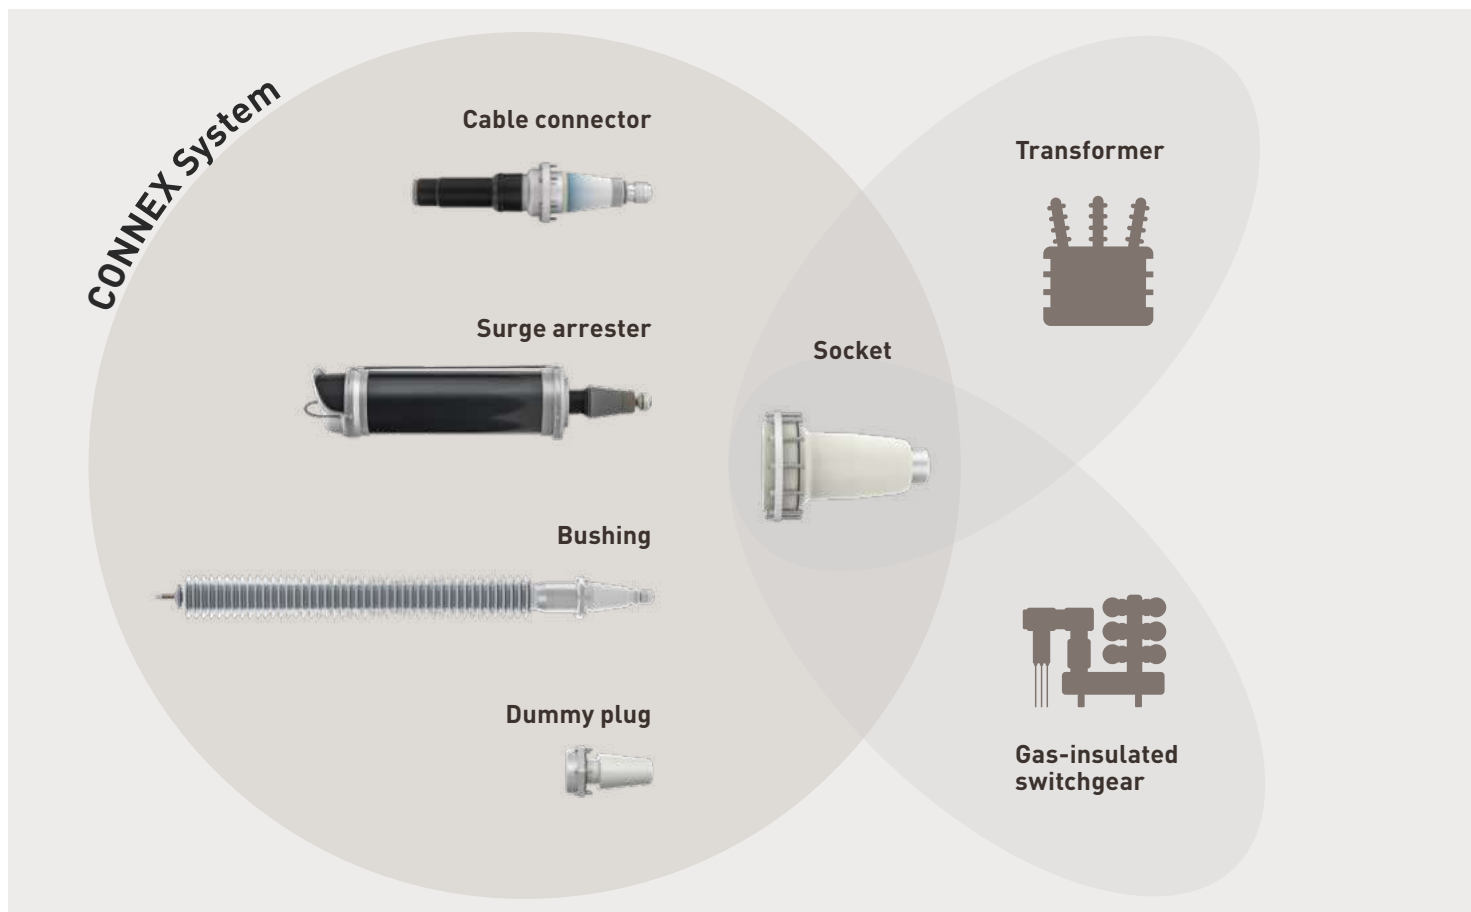 CONNEX System
Cable connector
Transformer
Surge arrester
Socket
Bushing
Dummy plug
Gas-insulated
switchgear